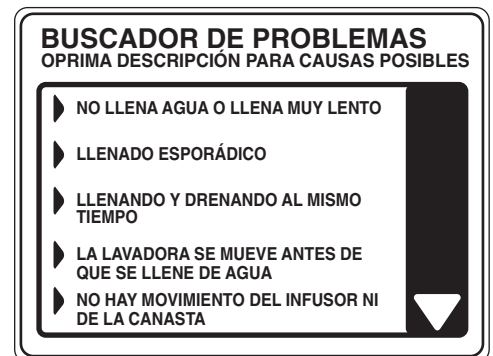 BUSCADOR DE PROBLEMAS
OPRIMA DESCRIPCIÓN PARA CAUSAS POSIBLES
NO LLENA AGUA O LLENA MUY LENTO
LLENADO ESPORÁDICO
LLENANDO Y DRENANDO AL MISMO
TIEMPO
LA LAVADORA SE MUEVE ANTES DE
QUE SE LLENE DE AGUA
NO HAY MOVIMIENTO DEL INFUSOR NI
DE LA CANASTA